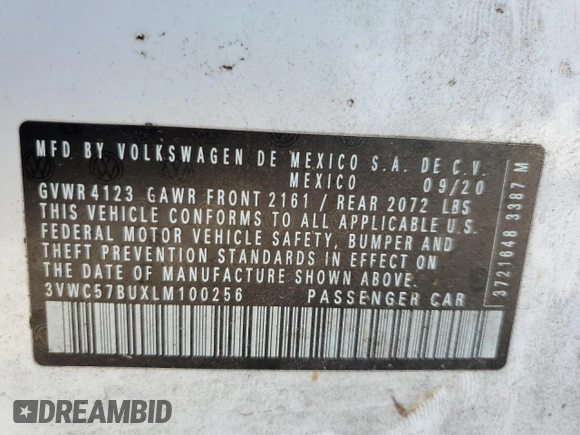 MFD BY VOLKSWAGEN DE MEXICO S.A. DE C.V.
MEXICO 09/20
GVWR4123 GAWR FRONT 2161 / REAR 2072 LBS
THIS VEHICLE CONFORMS TO ALL APPLICABLE U.S.
FEDERAL MOTOR VEHICLE SAFETY, BUMPER AND
THEFT PREVENTION STANDARDS IN EFFECT ON
THE DATE OF MANUFACTURE SHOWN ABOVE.
3VWC57BUXLM100256 PASSENGER CAR
3721648 3387 M
DREAMBID